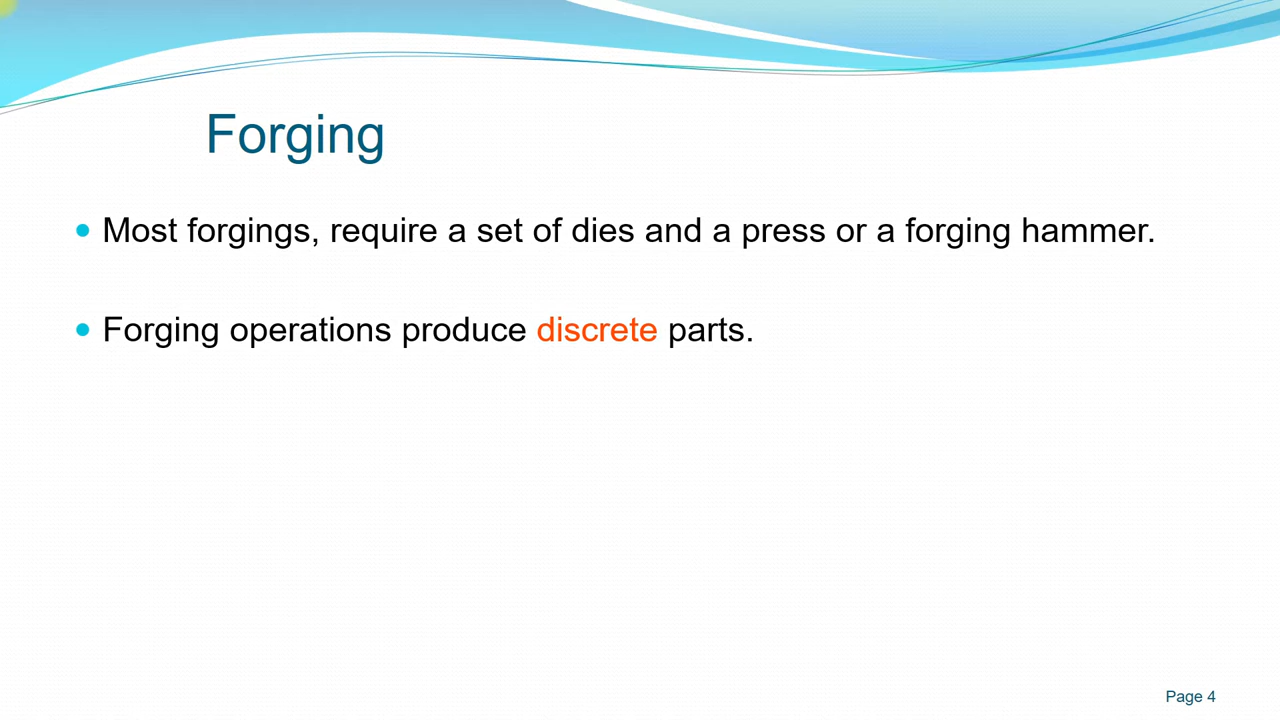 Forging
• Most forgings, require a set of dies and a press or a forging hammer.
• Forging operations produce discrete parts.
Page 4